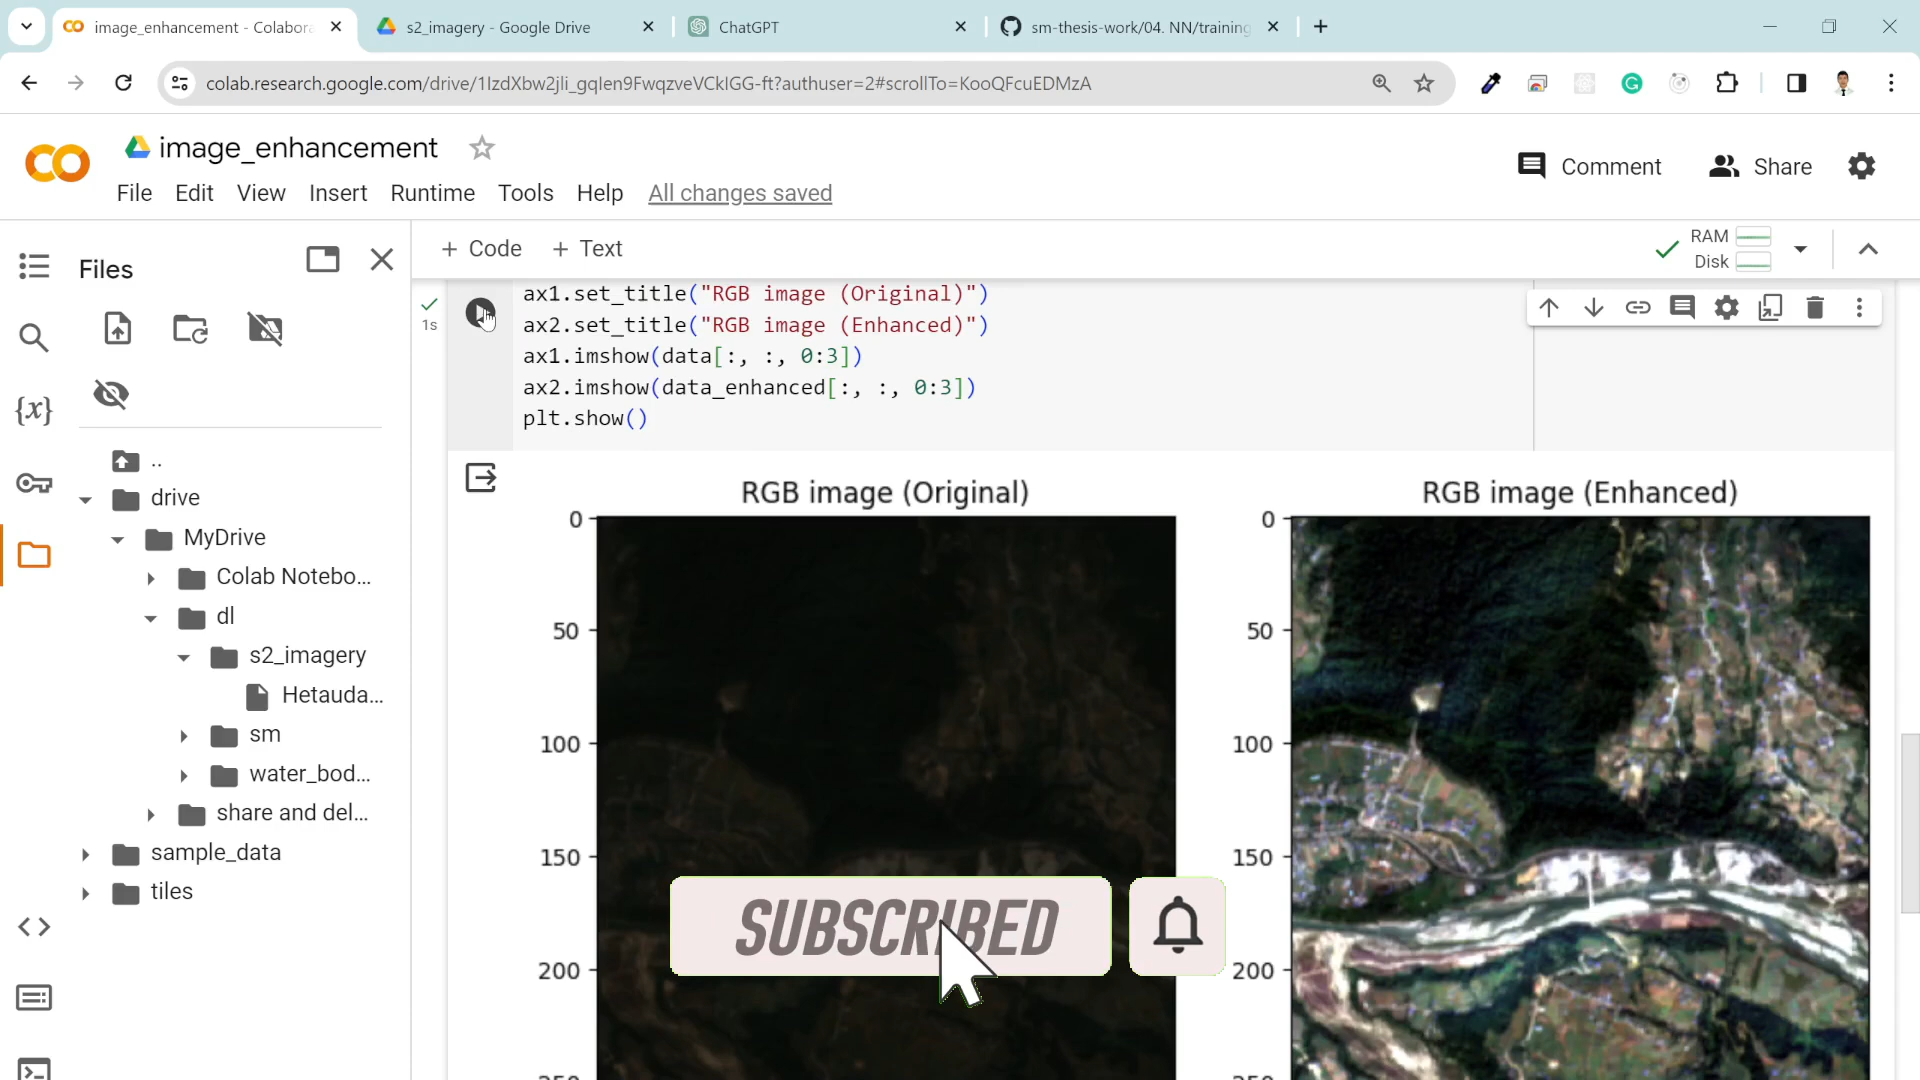 image_enhancement - Colabora
s2_imagery - Google Drive
ChatGPT
sm-thesis-work/04. NN/training
colab.research.google.com/drive/1IzdXbw2jli_gqIen9FwqzveVCklGG-ft?authuser=2#scrollTo=KooQFcuEDMzA
image_enhancement
Comment
Share
File Edit View Insert Runtime Tools Help All changes saved
Files
+ Code + Text
RAM
Disk
1s
ax1.set_title("RGB image (Original)")
ax2.set_title("RGB image (Enhanced)")
ax1.imshow(data[:, :, 0:3])
ax2.imshow(data_enhanced[:, :, 0:3])
plt.show()
{x}
..
drive
MyDrive
Colab Notebo...
dl
s2_imagery
Hetauda...
sm
water_bod...
share and del...
sample_data
tiles
RGB image (Original)
0
50
100
150
200
250
RGB image (Enhanced)
0
50
100
150
200
250
SUBSCRIBED